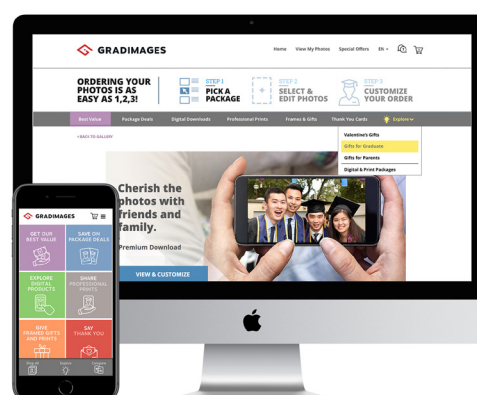 GRADIMAGES
Home View My Photos Special Offers EN
ORDERING YOUR
PHOTOS IS AS
EASY AS 1,2,3!
STEP 1
PICK A
PACKAGE
STEP 2
SELECT &
EDIT PHOTOS
STEP 3
CUSTOMIZE
YOUR ORDER
Best Value Package Deals Digital Downloads Professional Prints Frames & Gifts Thank You Cards Explore
< BACK TO GALLERY
Valentine's Gifts
Gifts for Graduate
Gifts for Parents
Digital & Print Packages
Cherish the
photos with
friends and
family.
Premium Download
VIEW & CUSTOMIZE
GRADIMAGES
GET OUR
BEST VALUE
SAVE ON
PACKAGE DEALS
EXPLORE
DIGITAL
PRODUCTS
SHARE
PROFESSIONAL
PRINTS
GIVE
FRAMED GIFTS
AND PRINTS
SAY
THANK YOU
Shop All Explore